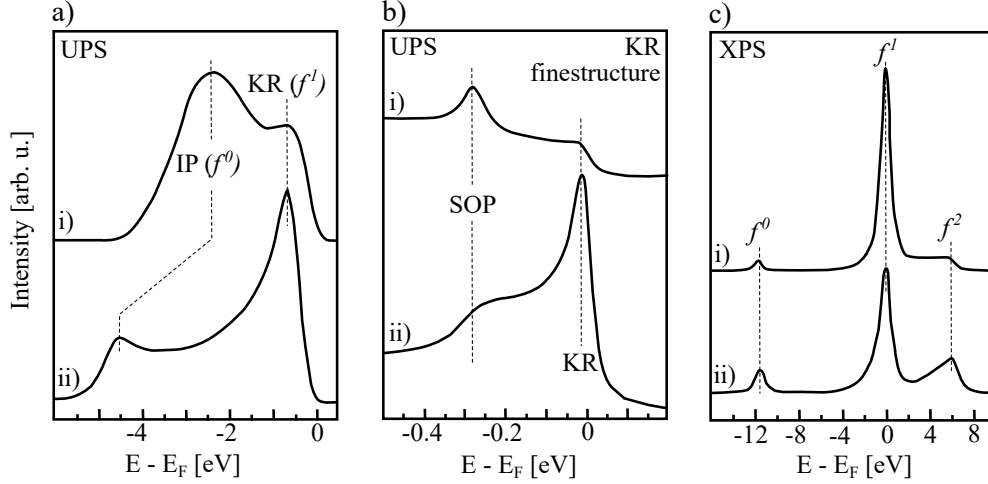 a)
UPS
KR (f¹)
IP (f⁰)
i)
ii)
-4
-2
0
E - E_F [eV]
Intensity [arb. u.]
b)
UPS
KR
finestructure
i)
SOP
ii)
KR
-0.4
-0.2
0
E - E_F [eV]
c)
XPS
f¹
f⁰
f²
i)
ii)
-12
-8
-4
0
4
8
E - E_F [eV]